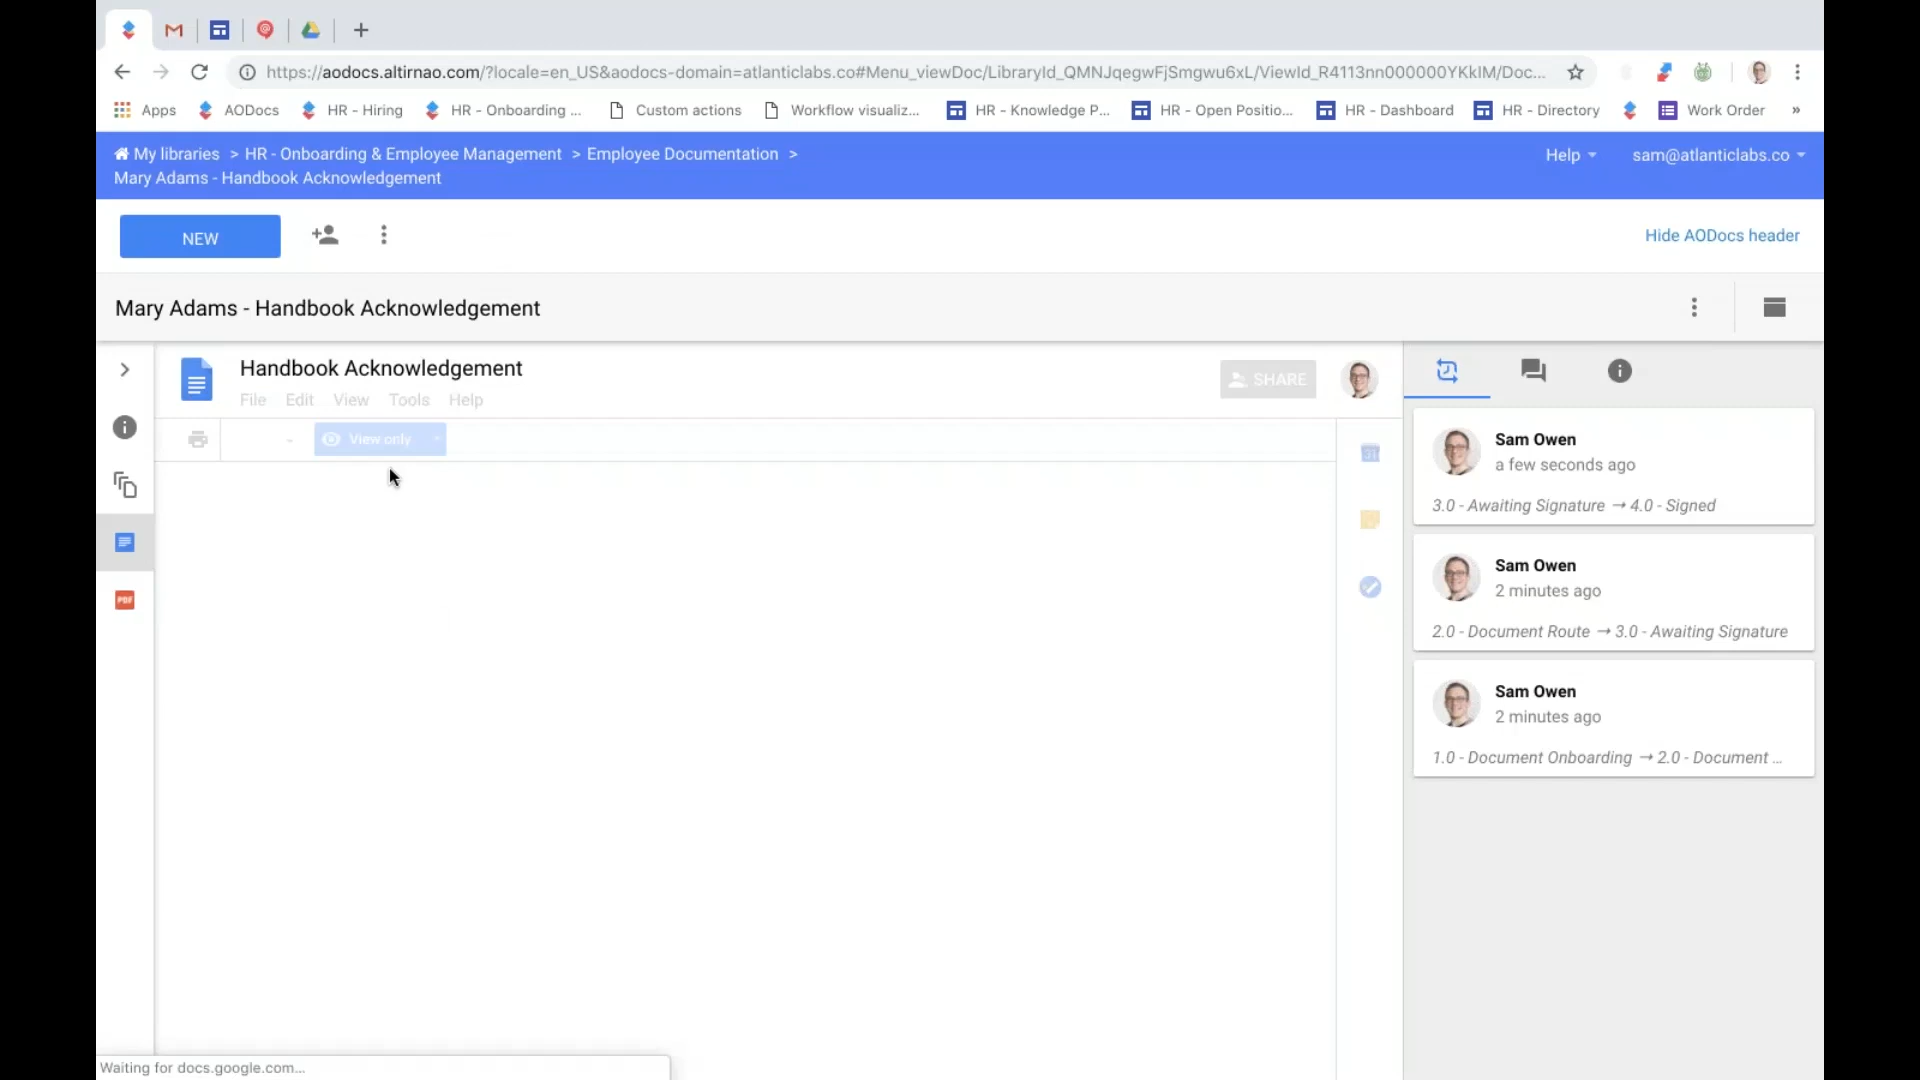 https://aodocs.altirnao.com/?locale=en_US&aodocs-domain=atlanticlabs.co#Menu_viewDoc/LibraryId_QMNJqegwFjSmgwu6xL/ViewId_R4113nn000000YKkIM/Doc...
Apps AODocs HR - Hiring HR - Onboarding ... Custom actions Workflow visualiz... HR - Knowledge P... HR - Open Positio... HR - Dashboard HR - Directory Work Order »
My libraries > HR - Onboarding & Employee Management > Employee Documentation >
Mary Adams - Handbook Acknowledgement
Help sam@atlanticlabs.co
NEW
Hide AODocs header
Mary Adams - Handbook Acknowledgement
Handbook Acknowledgement
File Edit View Tools Help
SHARE
View only
31
PDF
Sam Owen
a few seconds ago
3.0 - Awaiting Signature → 4.0 - Signed
Sam Owen
2 minutes ago
2.0 - Document Route → 3.0 - Awaiting Signature
Sam Owen
2 minutes ago
1.0 - Document Onboarding → 2.0 - Document ...
Waiting for docs.google.com...